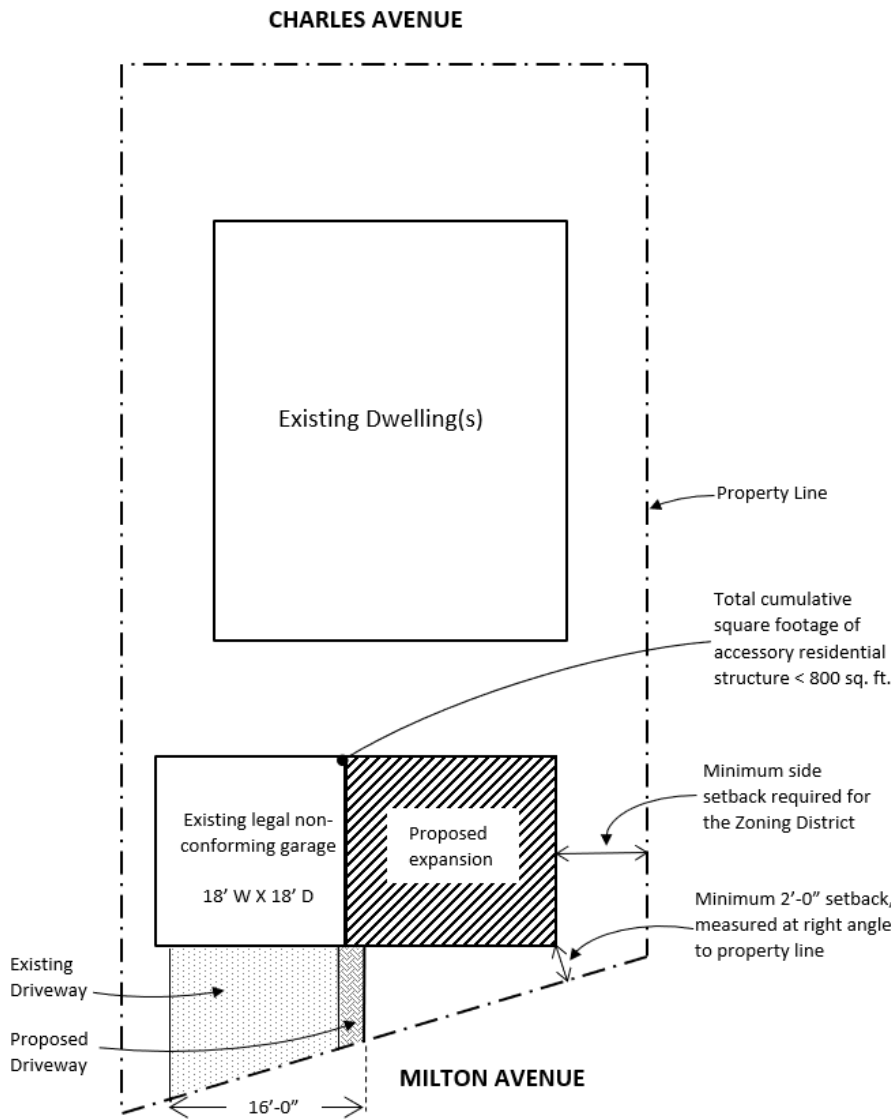 CHARLES AVENUE
Existing Dwelling(s)
Property Line
Total cumulative
square footage of
accessory residential
structure < 800 sq. ft.
Minimum side
setback required for
the Zoning District
Existing legal non-
conforming garage
18’ W X 18’ D
Proposed
expansion
Minimum 2’-0” setback,
measured at right angle
to property line
Existing
Driveway
Proposed
Driveway
MILTON AVENUE
16’-0”